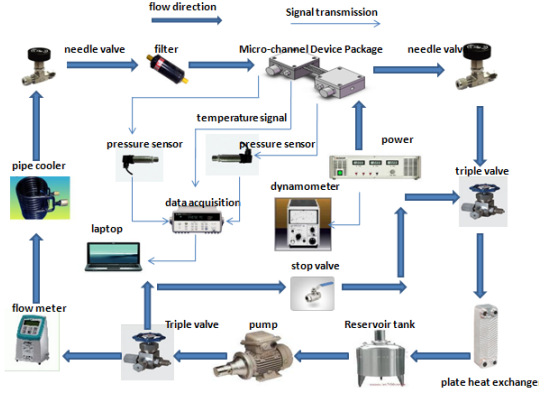 flow direction
Signal transmission
needle valve
filter
Micro-channel Device Package
needle valv
temperature signal
pressure sensor
pressure sensor
power
pipe cooler
triple valve
dynamometer
data acquisition
laptop
stop valve
flow meter
Triple valve
pump
Reservoir tank
plate heat exchanger